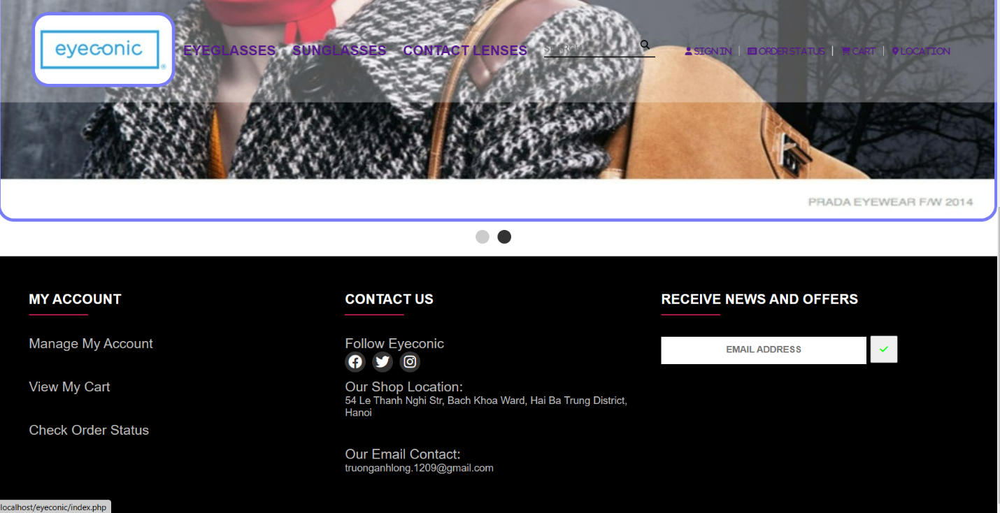 eyeconic
®
EYEGLASSES SUNGLASSES CONTACT LENSES SEARCH SIGN IN | ORDER STATUS | CART | LOCATION
PRADA EYEWEAR F/W 2014
MY ACCOUNT
Manage My Account
View My Cart
Check Order Status
CONTACT US
Follow Eyeconic
Our Shop Location:
54 Le Thanh Nghi Str, Bach Khoa Ward, Hai Ba Trung District,
Hanoi
Our Email Contact:
truonganhlong.1209@gmail.com
RECEIVE NEWS AND OFFERS
EMAIL ADDRESS
localhost/eyeconic/index.php